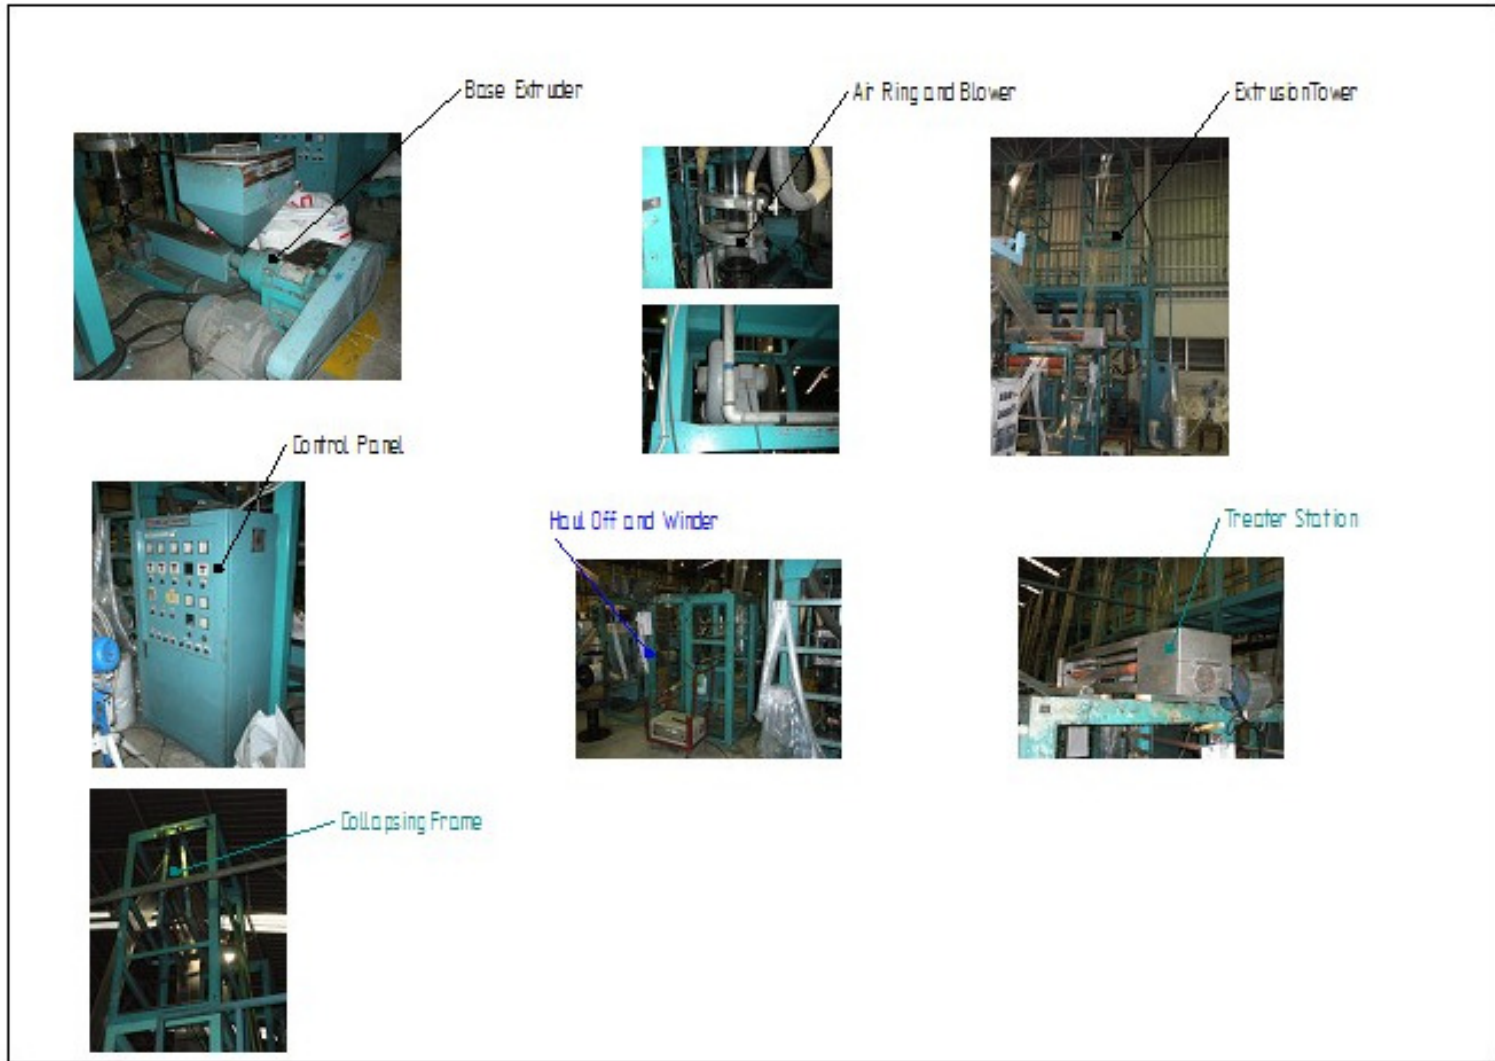 Base Extruder
Air Ring and Blower
Extrusion Tower
Control Panel
Haul Off and Winder
Treater Station
Collapsing Frame